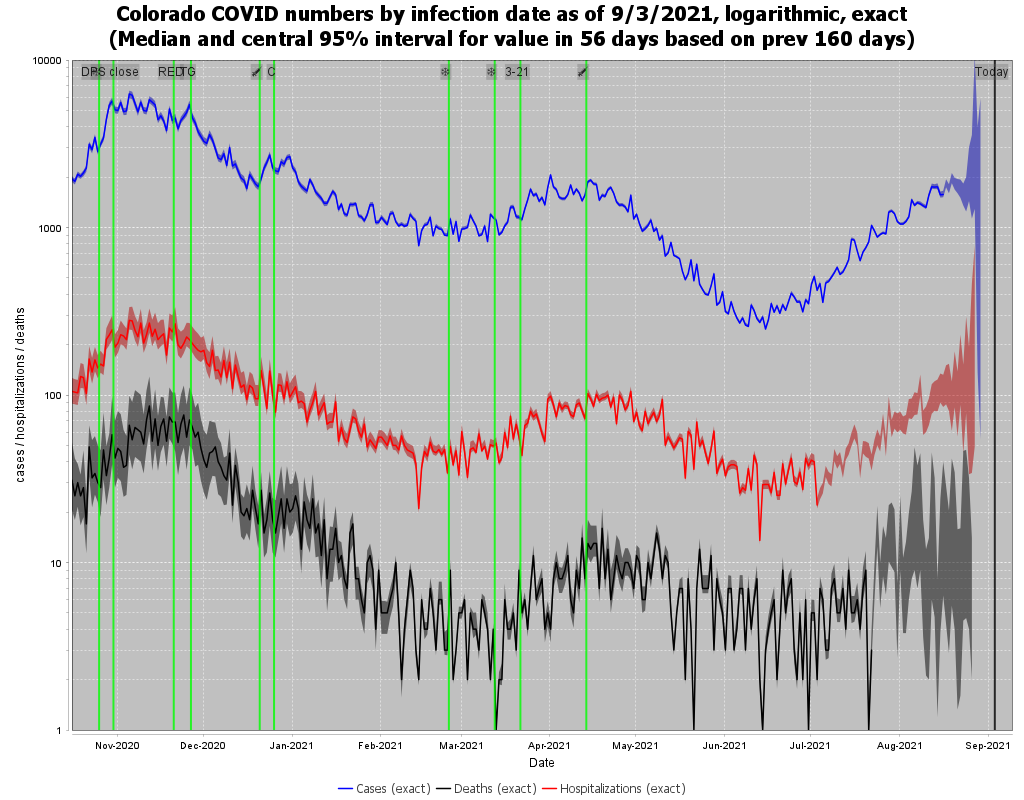 Colorado COVID numbers by infection date as of 9/3/2021, logarithmic, exact
(Median and central 95% interval for value in 56 days based on prev 160 days)
10000
close
C
3-21
Today
1000
100
10
1
cases / hospitalizations / deaths
Nov-2020 Dec-2020 Jan-2021 Feb-2021 Mar-2021 Apr-2021 May-2021 Jun-2021 Jul-2021 Aug-2021 Sep-2021
Date
Cases (exact) Deaths (exact) Hospitalizations (exact)